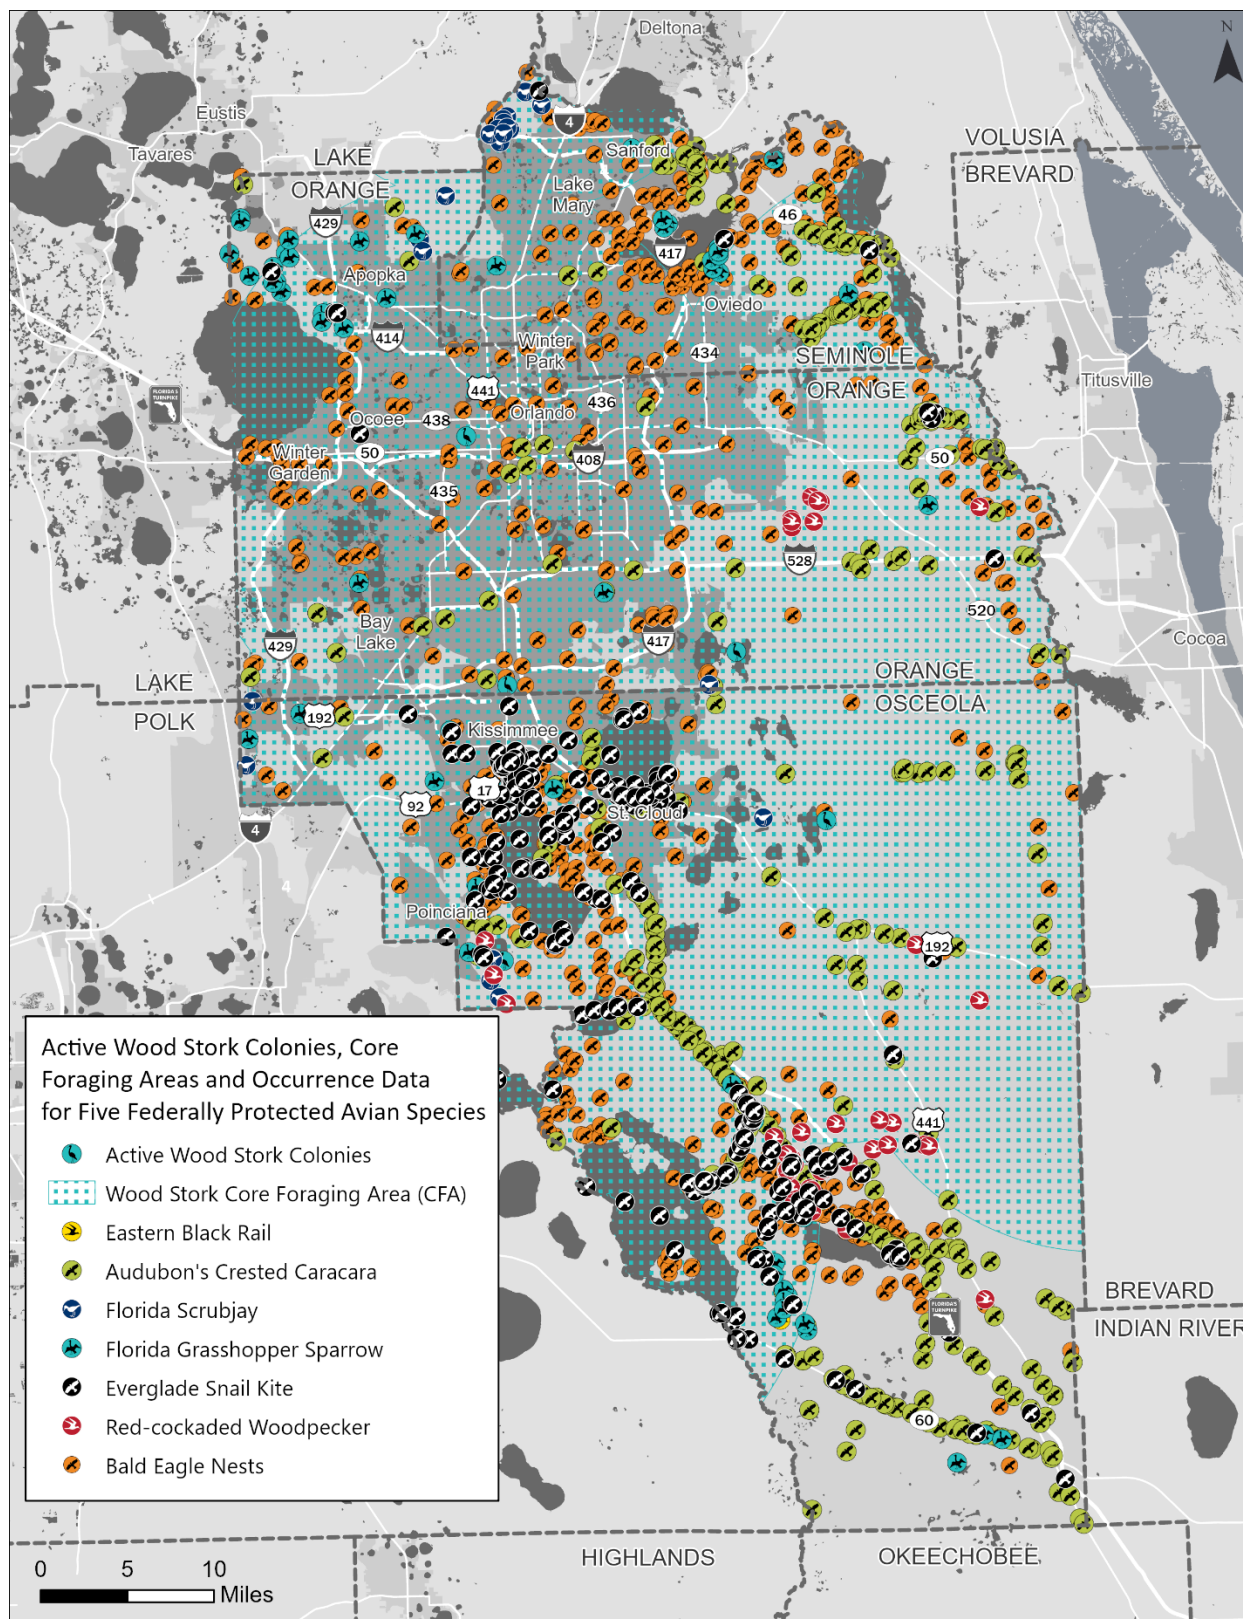 N
Deltona
Eustis
4
VOLUSIA
Tavares
Sanford
LAKE
BREVARD
ORANGE
Lake
Mary
46
429
417
Apopka
Oviedo
414
Winter
Park
434
SEMINOLE
441
ORANGE
Titusville
FLORIDA'S
TURNPIKE
436
Orlando
Ocoee
438
50
Winter
Garden
408
50
435
528
520
Bay
Lake
417
429
Cocoa
ORANGE
LAKE
OSCEOLA
POLK
192
Kissimmee
17
92
St. Cloud
4
4
Poinciana
192
441
Active Wood Stork Colonies, Core
Foraging Areas and Occurrence Data
for Five Federally Protected Avian Species
Active Wood Stork Colonies
Wood Stork Core Foraging Area (CFA)
Eastern Black Rail
Audubon's Crested Caracara
Florida Scrubjay
Florida Grasshopper Sparrow
Everglade Snail Kite
Red-cockaded Woodpecker
Bald Eagle Nests
BREVARD
FLORIDA'S
TURNPIKE
INDIAN RIVER
60
HIGHLANDS
OKEECHOBEE
0 5 10
Miles